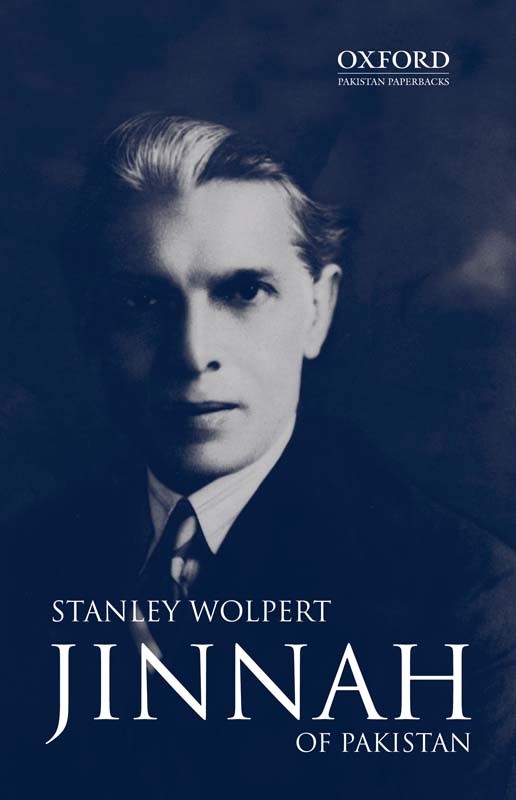 OXFORD
PAKISTAN PAPERBACKS
STANLEY WOLPERT
JINNAH
OF PAKISTAN